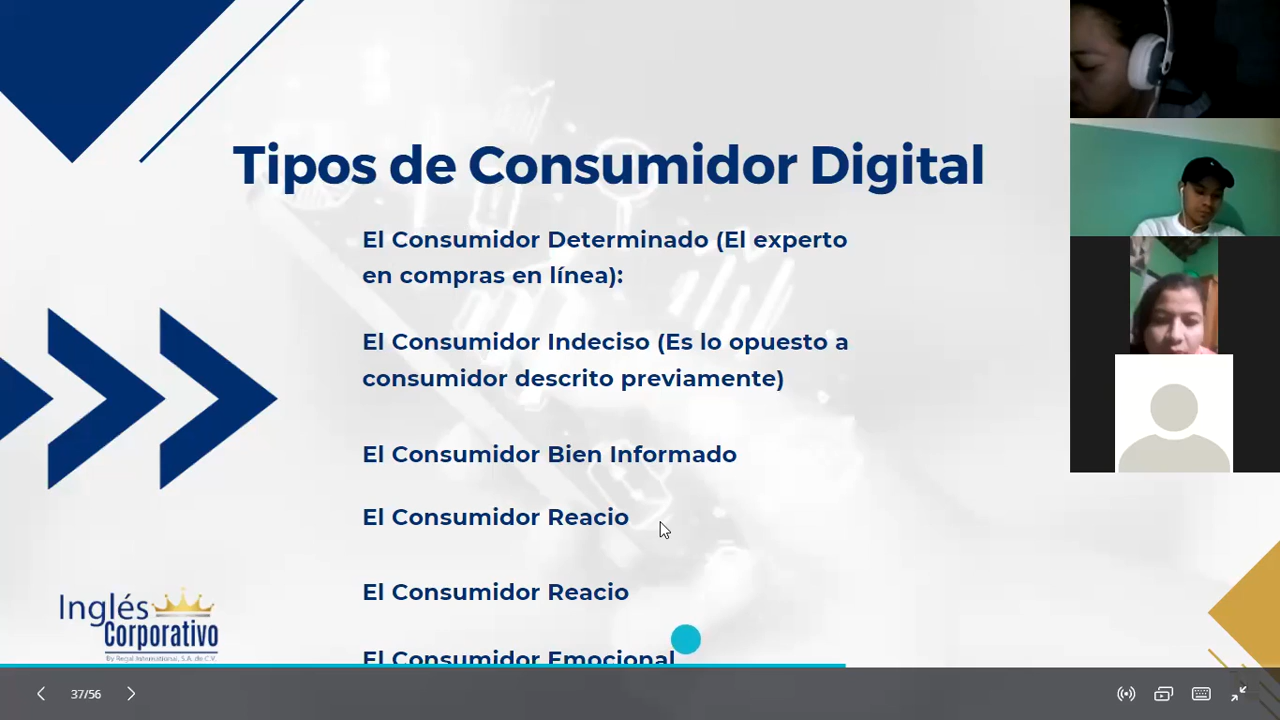 Tipos de Consumidor Digital
El Consumidor Determinado (El experto
en compras en línea):
El Consumidor Indeciso (Es lo opuesto a
consumidor descrito previamente)
El Consumidor Bien Informado
El Consumidor Reacio
El Consumidor Reacio
El Consumidor Emocional
Inglés
Corporativo
By Regal International, S.A. de C.V.
37/56